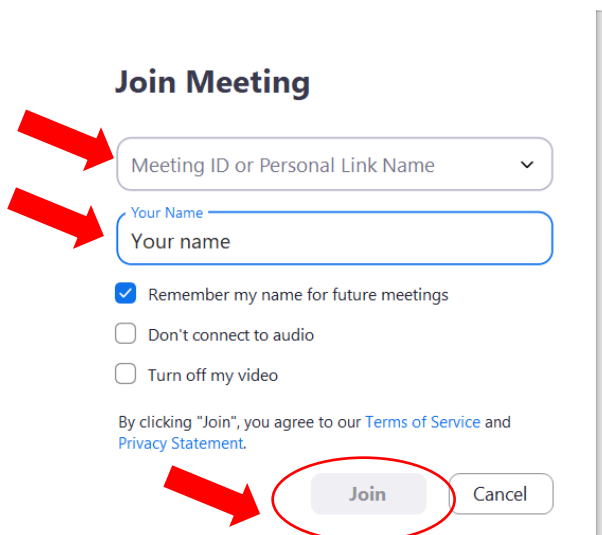 Join Meeting
Meeting ID or Personal Link Name
Your Name
Your name
Remember my name for future meetings
Don't connect to audio
Turn off my video
By clicking "Join", you agree to our Terms of Service and
Privacy Statement.
Join Cancel